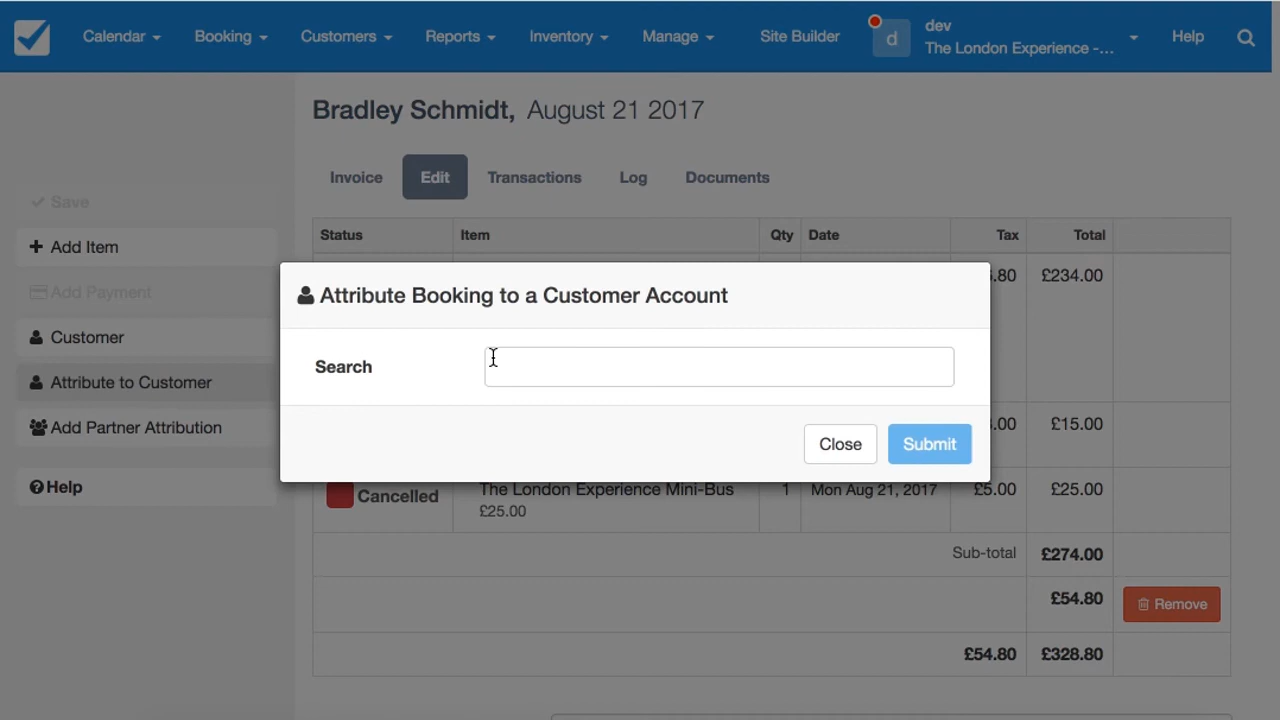 Calendar Booking Customers Reports Inventory Manage Site Builder
d
dev
The London Experience -...
Help
Bradley Schmidt, August 21 2017
Invoice Edit Transactions Log Documents
Save
Add Item
Add Payment
Customer
Attribute to Customer
Add Partner Attribution
Help
Status Item Qty Date Tax Total
.80 £234.00
Attribute Booking to a Customer Account
Search
Close Submit
.00 £15.00
Cancelled The London Experience Mini-Bus 1 Mon Aug 21, 2017 £5.00 £25.00
£25.00
Sub-total £274.00
£54.80 Remove
£54.80 £328.80